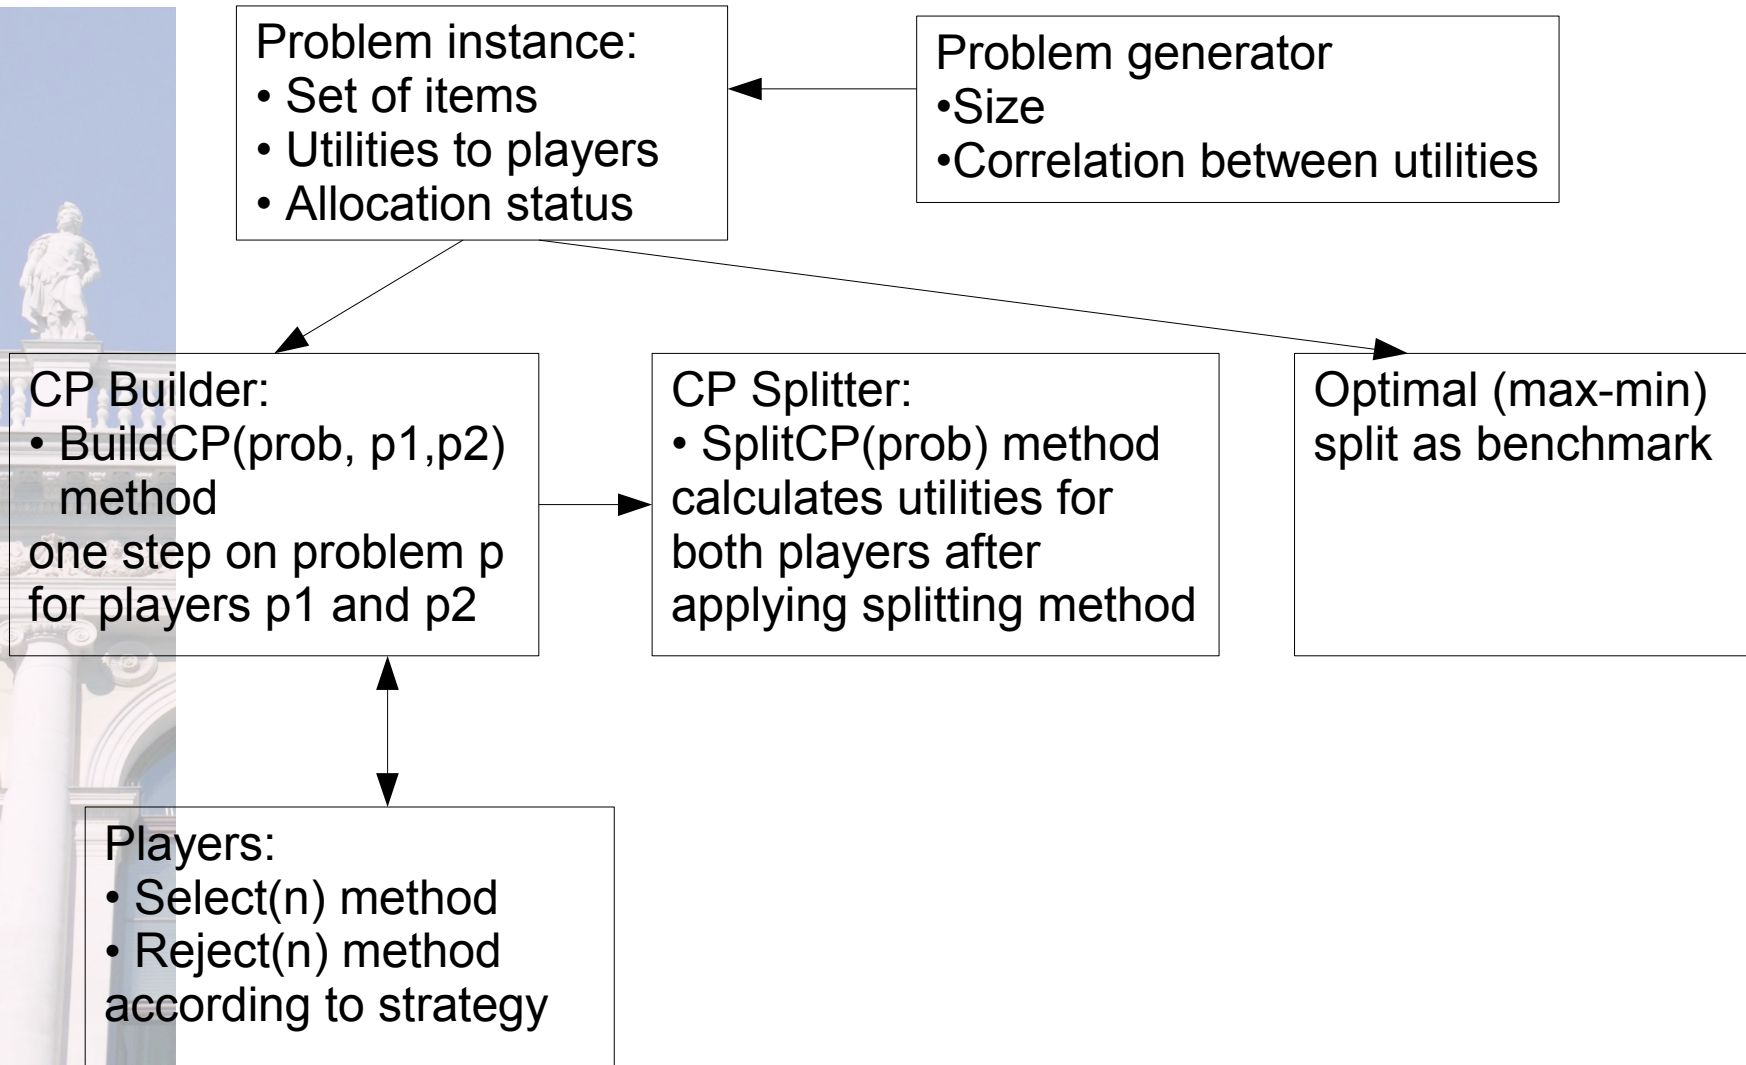 Problem instance:
• Set of items
• Utilities to players
• Allocation status
Problem generator
•Size
•Correlation between utilities
CP Builder:
• BuildCP(prob, p1,p2)
method
one step on problem p
for players p1 and p2
CP Splitter:
• SplitCP(prob) method
calculates utilities for
both players after
applying splitting method
Optimal (max-min)
split as benchmark
Players:
• Select(n) method
• Reject(n) method
according to strategy